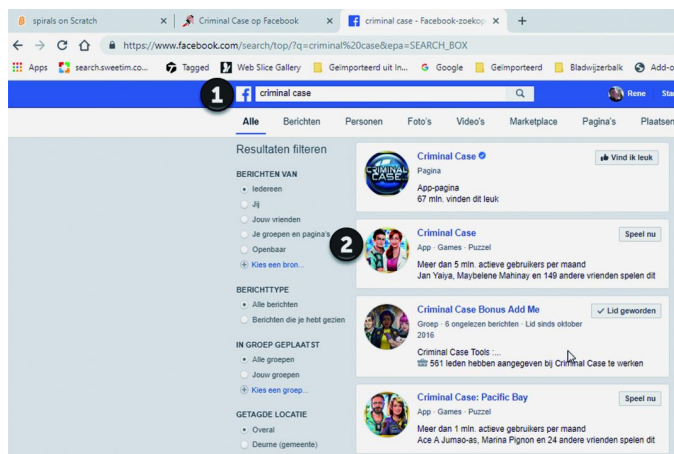 spirals on Scratch
Criminal Case op Facebook
criminal case - Facebook-zoekop
https://www.facebook.com/search/top/?q=criminal%20case&epa=SEARCH_BOX
Apps
search.sweetim.co...
Tagged
Web Slice Gallery
Geïmporteerd uit In...
Google
Geïmporteerd
Bladwijzerbalk
Add-o
1
criminal case
Rene
Star
Alle
Berichten
Personen
Foto's
Video's
Marketplace
Pagina's
Plaatsen
Resultaten filteren
BERICHTEN VAN
Iedereen
Jij
Jouw vrienden
Je groepen en pagina's
Openbaar
Kies een bron...
BERICHTTYPE
Alle berichten
Berichten die je hebt gezien
IN GROEP GEPLAATST
Alle groepen
Jouw groepen
Kies een groep...
GETAGDE LOCATIE
Overal
Deurne (gemeente)
CRIMINAL
CASE
Criminal Case
Pagina
App-pagina
67 mln. vinden dit leuk
Vind ik leuk
2
Criminal Case
App · Games · Puzzel
Meer dan 5 mln. actieve gebruikers per maand
Jan Yaiya, Maybelene Mahinay en 149 andere vrienden spelen dit
Speel nu
Criminal Case Bonus Add Me
Groep · 6 ongelezen berichten · Lid sinds oktober
2016
Criminal Case Tools :...
561 leden hebben aangegeven bij Criminal Case te werken
Lid geworden
Criminal Case: Pacific Bay
App · Games · Puzzel
Meer dan 1 mln. actieve gebruikers per maand
Ace A Jumao-as, Marina Pignon en 24 andere vrienden spelen dit
Speel nu